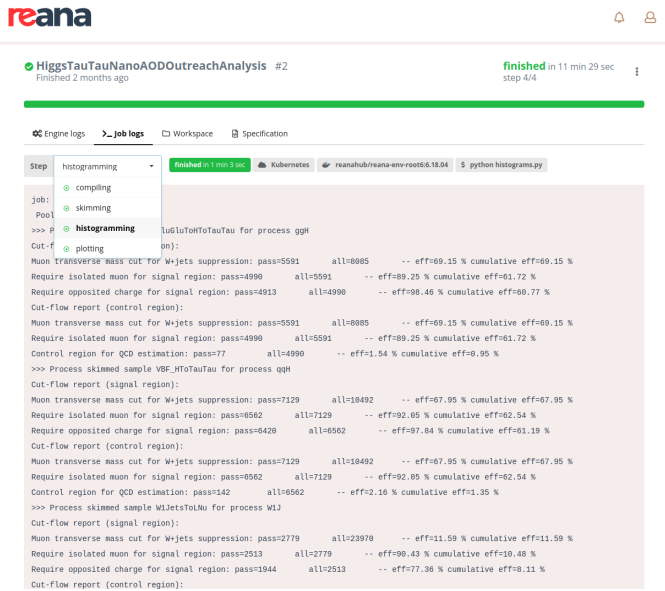 reana
HiggsTauTauNanoAODOutreachAnalysis #2
Finished 2 months ago
finished in 11 min 29 sec
step 4/4
Engine logs
Job logs
Workspace
Specification
Step
histogramming
finished in 1 min 3 sec
Kubernetes
reanahub/reana-env-root6:6.18.04
$ python histograms.py
compiling
skimming
histogramming
plotting
job:
Pool
>>> P luGluToHToTauTau for process ggH
Cut-f on):
Muon transverse mass cut for W+jets suppression: pass=5591 all=8085 -- eff=69.15 % cumulative eff=69.15 %
Require isolated muon for signal region: pass=4990 all=5591 -- eff=89.25 % cumulative eff=61.72 %
Require opposited charge for signal region: pass=4913 all=4990 -- eff=98.46 % cumulative eff=60.77 %
Cut-flow report (control region):
Muon transverse mass cut for W+jets suppression: pass=5591 all=8085 -- eff=69.15 % cumulative eff=69.15 %
Require isolated muon for signal region: pass=4990 all=5591 -- eff=89.25 % cumulative eff=61.72 %
Control region for QCD estimation: pass=77 all=4990 -- eff=1.54 % cumulative eff=0.95 %
>>> Process skimmed sample VBF_HToTauTau for process qqH
Cut-flow report (signal region):
Muon transverse mass cut for W+jets suppression: pass=7129 all=10492 -- eff=67.95 % cumulative eff=67.95 %
Require isolated muon for signal region: pass=6562 all=7129 -- eff=92.05 % cumulative eff=62.54 %
Require opposited charge for signal region: pass=6420 all=6562 -- eff=97.84 % cumulative eff=61.19 %
Cut-flow report (control region):
Muon transverse mass cut for W+jets suppression: pass=7129 all=10492 -- eff=67.95 % cumulative eff=67.95 %
Require isolated muon for signal region: pass=6562 all=7129 -- eff=92.05 % cumulative eff=62.54 %
Control region for QCD estimation: pass=142 all=6562 -- eff=2.16 % cumulative eff=1.35 %
>>> Process skimmed sample W1JetsToLNu for process W1J
Cut-flow report (signal region):
Muon transverse mass cut for W+jets suppression: pass=2779 all=23970 -- eff=11.59 % cumulative eff=11.59 %
Require isolated muon for signal region: pass=2513 all=2779 -- eff=90.43 % cumulative eff=10.48 %
Require opposited charge for signal region: pass=1944 all=2513 -- eff=77.36 % cumulative eff=8.11 %
Cut-flow report (control region):